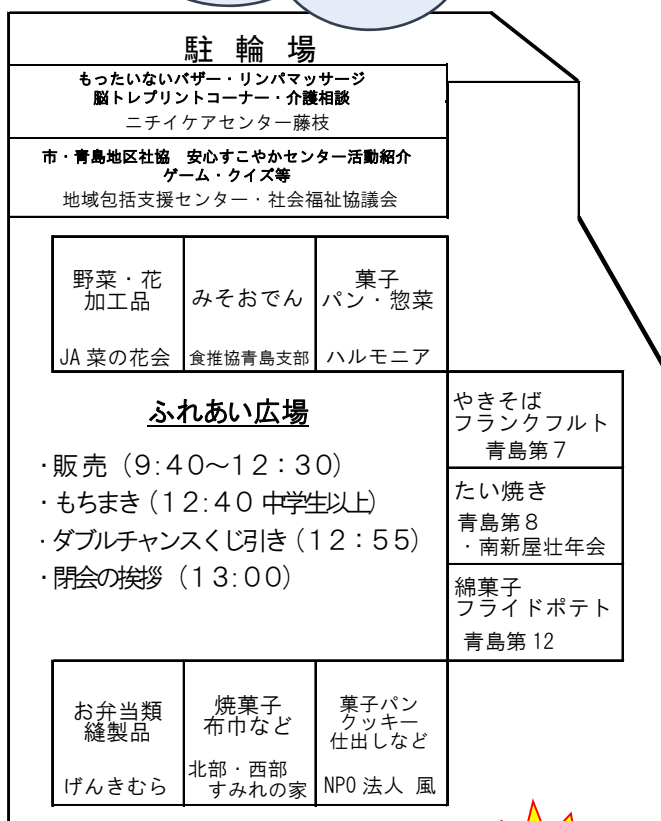 駐輪場
もったいないバザー・リンパマッサージ
脳トレプリントコーナー・介護相談
ニチイケアセンター藤枝
市・青島地区社協　安心すこやかセンター活動紹介
ゲーム・クイズ等
地域包括支援センター・社会福祉協議会
野菜・花
加工品
JA 菜の花会
みそおでん
食推協青島支部
菓子
パン・惣菜
ハルモニア
ふれあい広場
・販売（9:40～12：30）
・もちまき（12:40 中学生以上）
・ダブルチャンスくじ引き（12：55）
・閉会の挨拶（13:00）
やきそば
フランクフルト
青島第７
たい焼き
青島第８
・南新屋壮年会
綿菓子
フライドポテト
青島第 12
お弁当類
縫製品
げんきむら
焼菓子
布巾など
北部・西部
すみれの家
菓子パン
クッキー
仕出しなど
NPO 法人 風